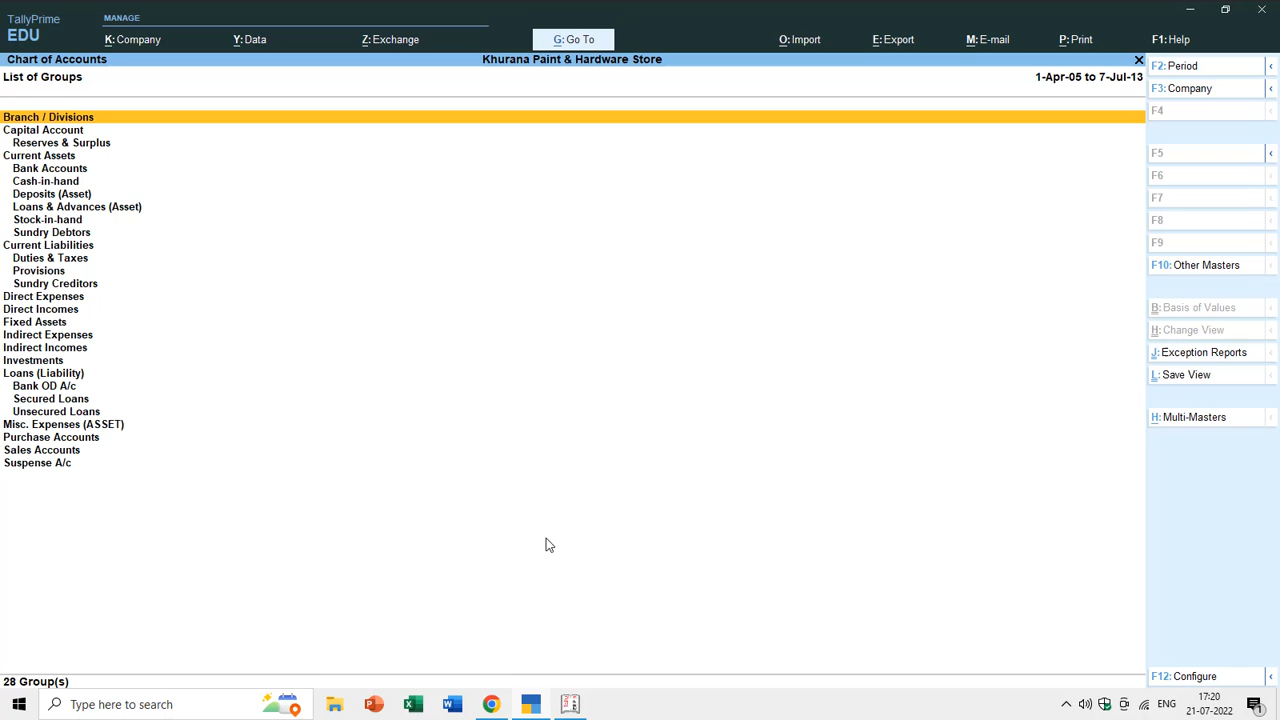 TallyPrime
EDU
MANAGE
K: Company Y: Data Z: Exchange G: Go To O: Import E: Export M: E-mail P: Print F1: Help
Chart of Accounts Khurana Paint & Hardware Store
List of Groups 1-Apr-05 to 7-Jul-13
Branch / Divisions
Capital Account
Reserves & Surplus
Current Assets
Bank Accounts
Cash-in-hand
Deposits (Asset)
Loans & Advances (Asset)
Stock-in-hand
Sundry Debtors
Current Liabilities
Duties & Taxes
Provisions
Sundry Creditors
Direct Expenses
Direct Incomes
Fixed Assets
Indirect Expenses
Indirect Incomes
Investments
Loans (Liability)
Bank OD A/c
Secured Loans
Unsecured Loans
Misc. Expenses (ASSET)
Purchase Accounts
Sales Accounts
Suspense A/c
28 Group(s)
F2: Period
F3: Company
F4
F5
F6
F7
F8
F9
F10: Other Masters
B: Basis of Values
H: Change View
J: Exception Reports
L: Save View
H: Multi-Masters
F12: Configure
Type here to search
ENG
17:20
21-07-2022